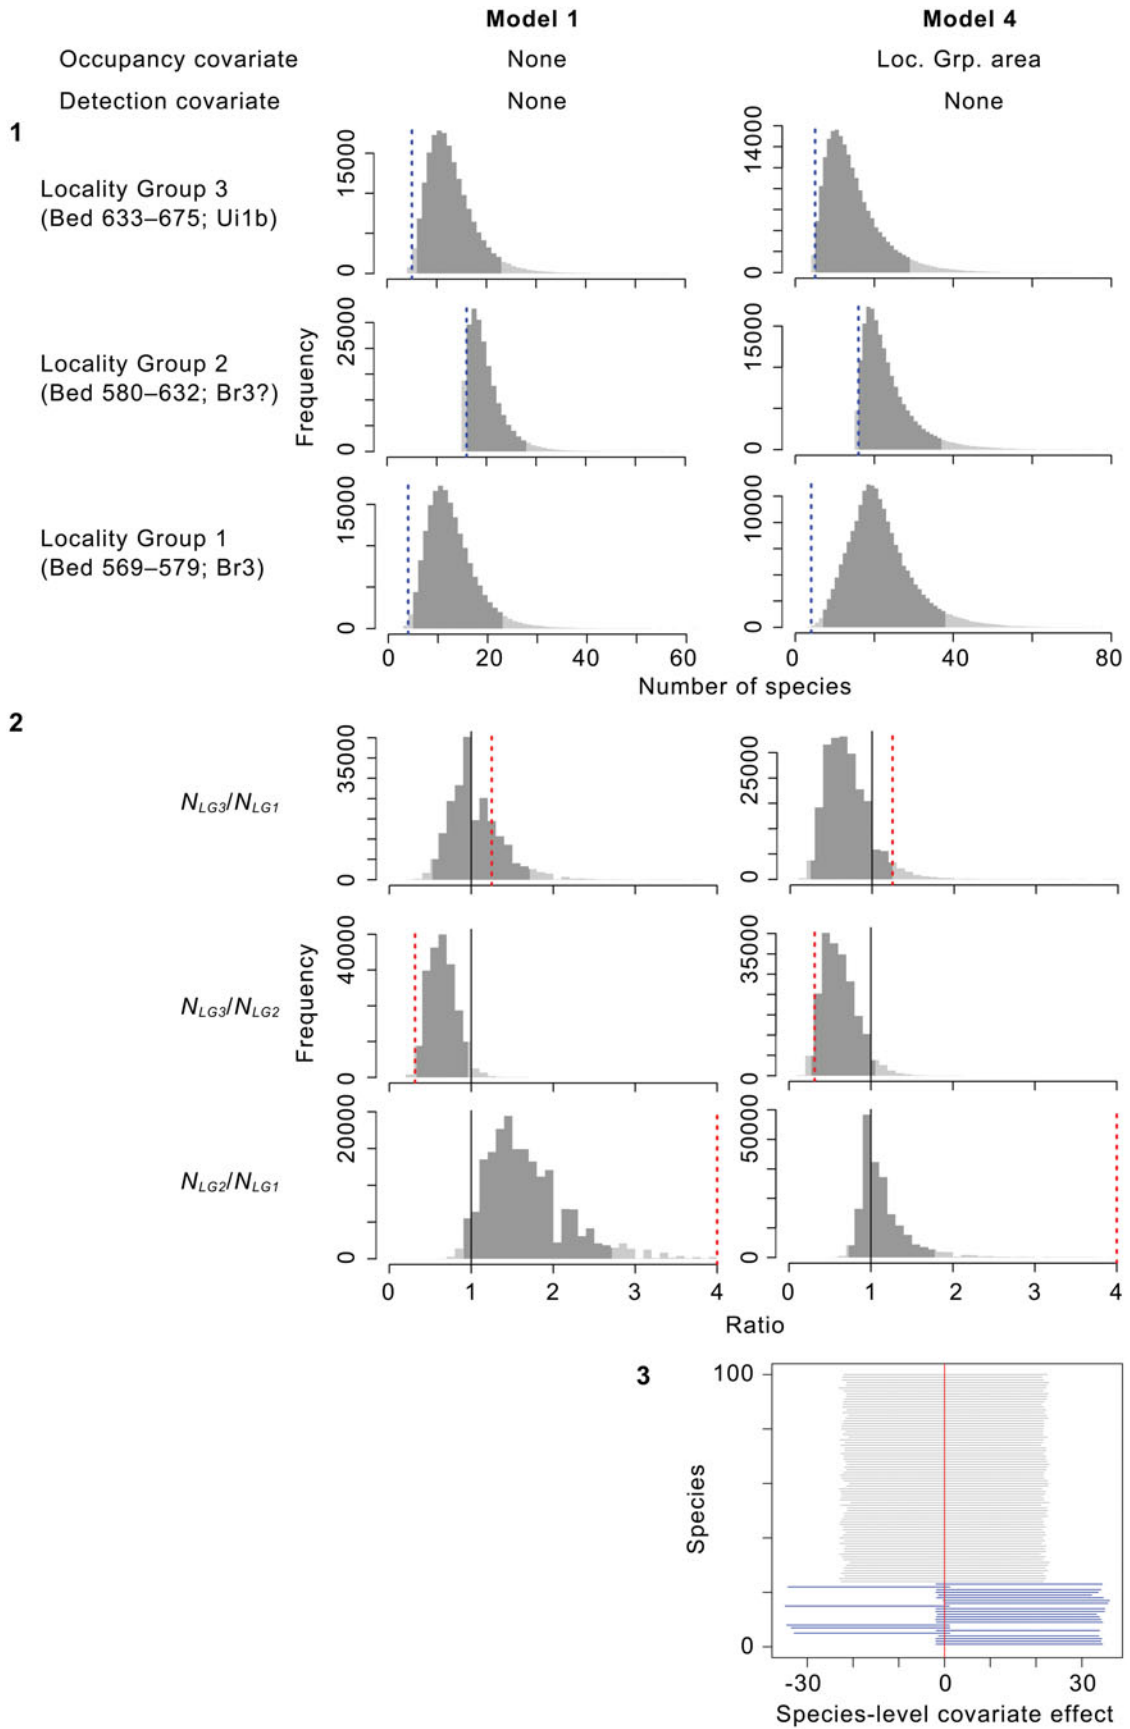 Model 1 Model 4
Occupancy covariate None Loc. Grp. area
Detection covariate None None
1
Locality Group 3
(Bed 633–675; Ui1b)
0 15000
0 14000
Locality Group 2
(Bed 580–632; Br3?)
Frequency
0 25000
0 15000
Locality Group 1
(Bed 569–579; Br3)
0 15000
0 10000
0 20 40 60
0 40 80
Number of species
2
NLG3/NLG1
0 35000
0 25000
NLG3/NLG2
Frequency
0 40000
0 35000
NLG2/NLG1
0 20000
0 50000
0 1 2 3 4
0 1 2 3 4
Ratio
3
100
Species
0
-30 0 30
Species-level covariate effect